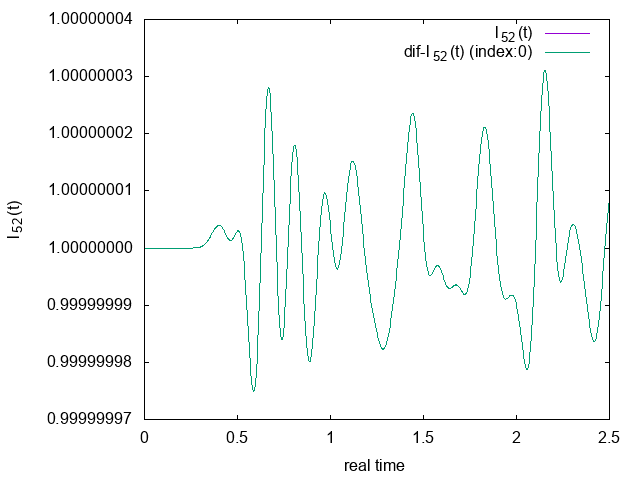 1.00000004
1.00000003
1.00000002
1.00000001
1.00000000
0.99999999
0.99999998
0.99999997
I52(t)
I52(t)
dif-I52(t) (index:0)
0 0.5 1 1.5 2 2.5
real time